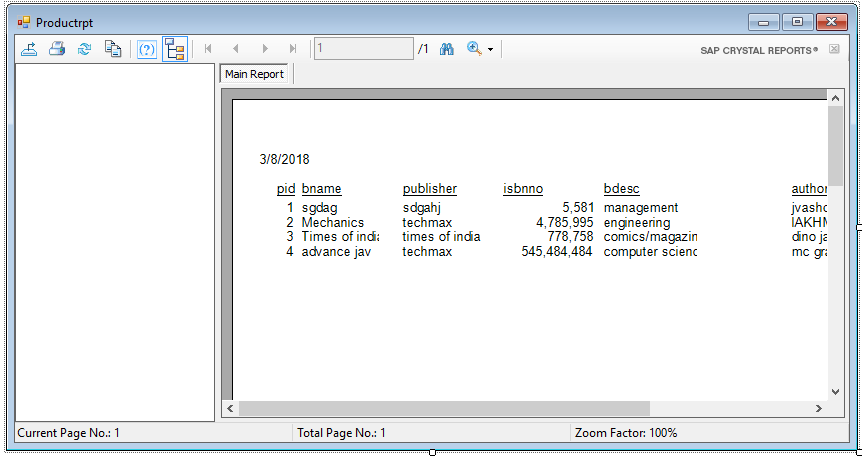 Productrpt
1 /1 SAP CRYSTAL REPORTS®
Main Report
3/8/2018
pid bname publisher isbnno bdesc author
1 sgdag sdgahj 5,581 management jvasho
2 Mechanics techmax 4,785,995 engineering IAKHM
3 Times of indi times of india 778,758 comics/magazin dino ja
4 advance jav techmax 545,484,484 computer scienc mc gra
Current Page No.: 1 Total Page No.: 1 Zoom Factor: 100%